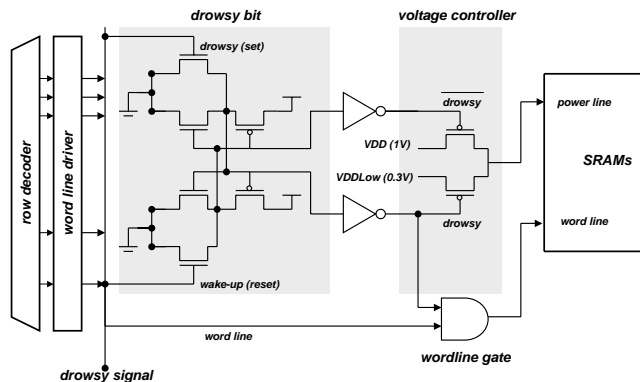 drowsy bit
voltage controller
drowsy (set)
drowsy
power line
VDD (1V)
SRAMs
row decoder
word line driver
VDDLow (0.3V)
word line
drowsy
wake-up (reset)
word line
wordline gate
drowsy signal